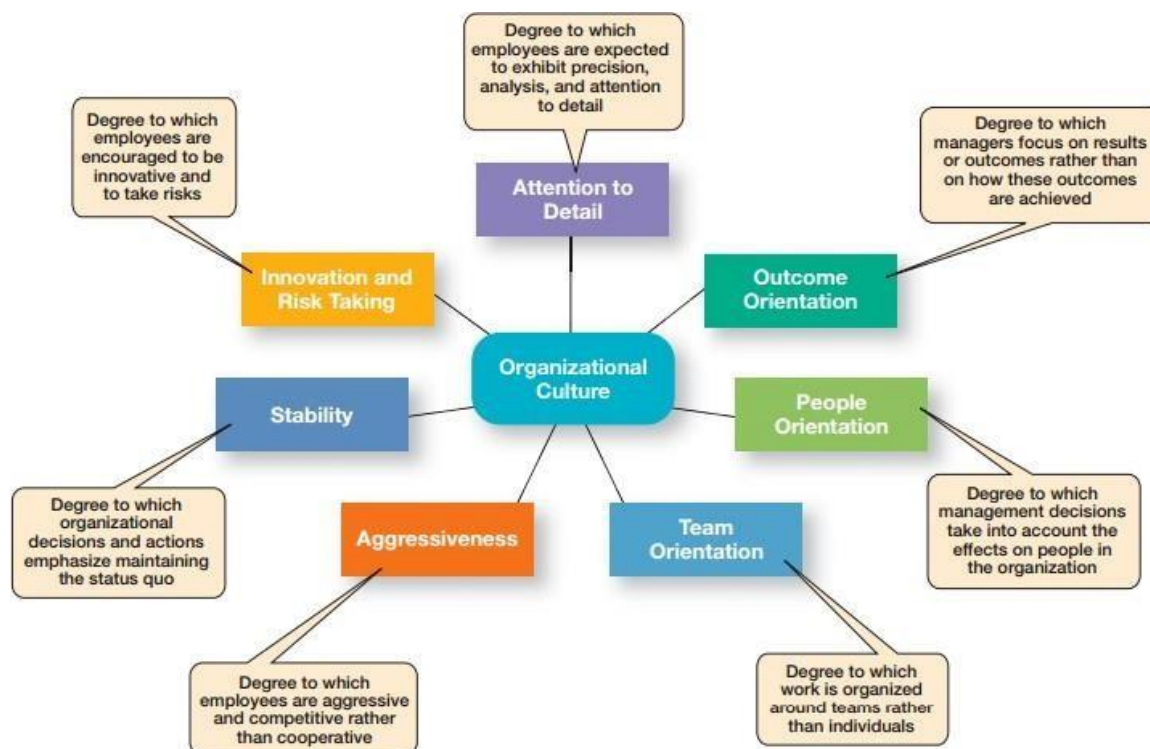 Degree to which
employees are expected
to exhibit precision,
analysis, and attention
to detail
Degree to which
employees are
encouraged to be
innovative and
to take risks
Degree to which
managers focus on results
or outcomes rather than
on how these outcomes
are achieved
Attention to
Detail
Innovation and
Risk Taking
Outcome
Orientation
Organizational
Culture
Stability
People
Orientation
Degree to which
organizational
decisions and actions
emphasize maintaining
the status quo
Aggressiveness
Team
Orientation
Degree to which
management decisions
take into account the
effects on people in
the organization
Degree to which
employees are aggressive
and competitive rather
than cooperative
Degree to which
work is organized
around teams rather
than individuals